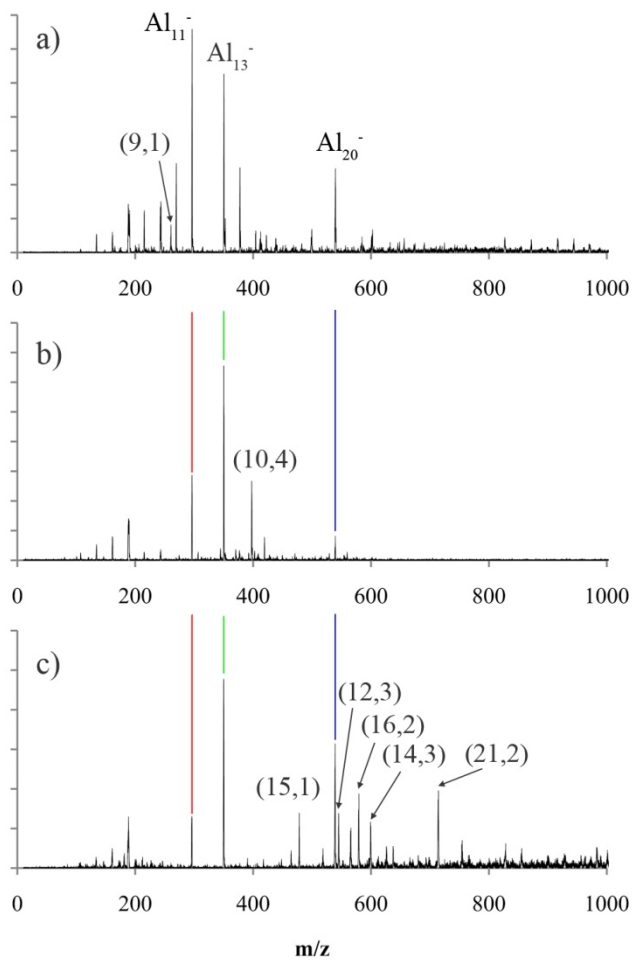 a)
Al₁₁⁻
Al₁₃⁻
(9,1)
Al₂₀⁻
0 200 400 600 800 1000
b)
(10,4)
0 200 400 600 800 1000
c)
(12,3)
(16,2)
(15,1) (14,3) (21,2)
0 200 400 600 800 1000
m/z